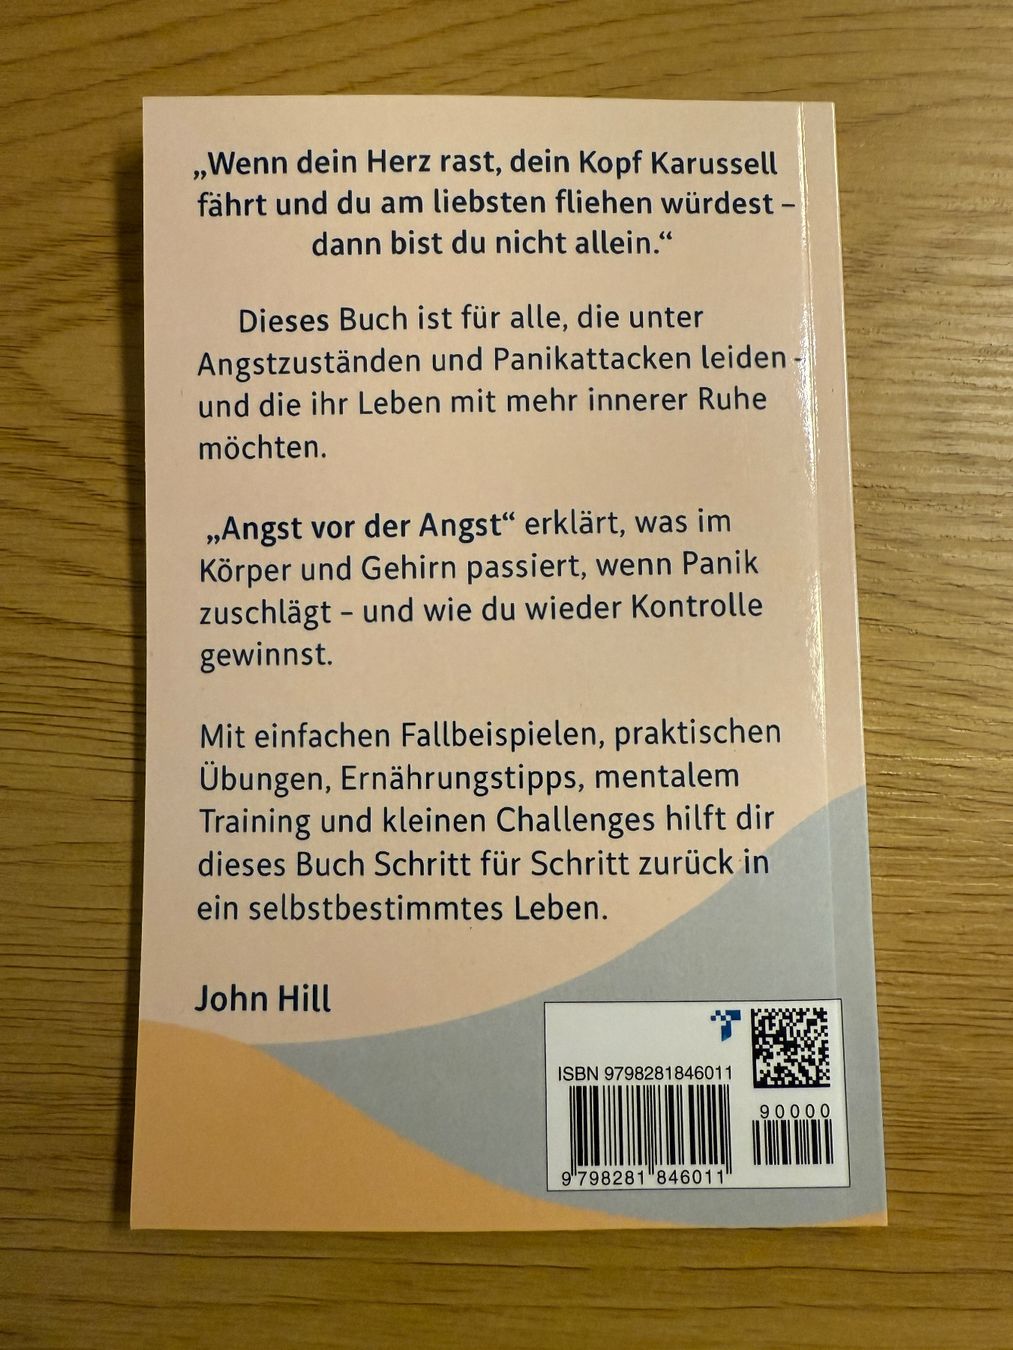 „Wenn dein Herz rast, dein Kopf Karussell
fährt und du am liebsten fliehen würdest –
dann bist du nicht allein.“
Dieses Buch ist für alle, die unter
Angstzuständen und Panikattacken leiden -
und die ihr Leben mit mehr innerer Ruhe
möchten.
„Angst vor der Angst“ erklärt, was im
Körper und Gehirn passiert, wenn Panik
zuschlägt – und wie du wieder Kontrolle
gewinnst.
Mit einfachen Fallbeispielen, praktischen
Übungen, Ernährungstipps, mentalem
Training und kleinen Challenges hilft dir
dieses Buch Schritt für Schritt zurück in
ein selbstbestimmtes Leben.
John Hill
ISBN 9798281846011
90000
9 798281 846011